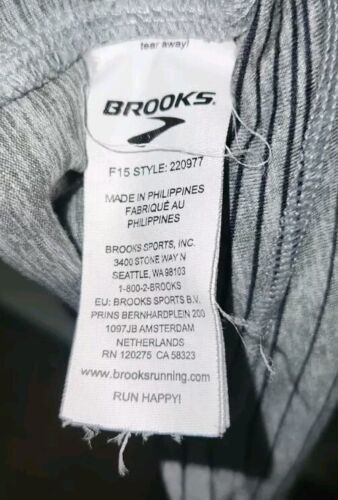 tear away
BROOKS
F15 STYLE: 220977
MADE IN PHILIPPINES
FABRIQUÉ AU
PHILIPPINES
BROOKS SPORTS, INC.
3400 STONE WAY N
SEATTLE, WA 98103
1-800-2-BROOKS
EU: BROOKS SPORTS B.V.
PRINS BERNHARDPLEIN 200
1097JB AMSTERDAM
NETHERLANDS
RN 120275 CA 58323
www.brooksrunning.com
RUN HAPPY!